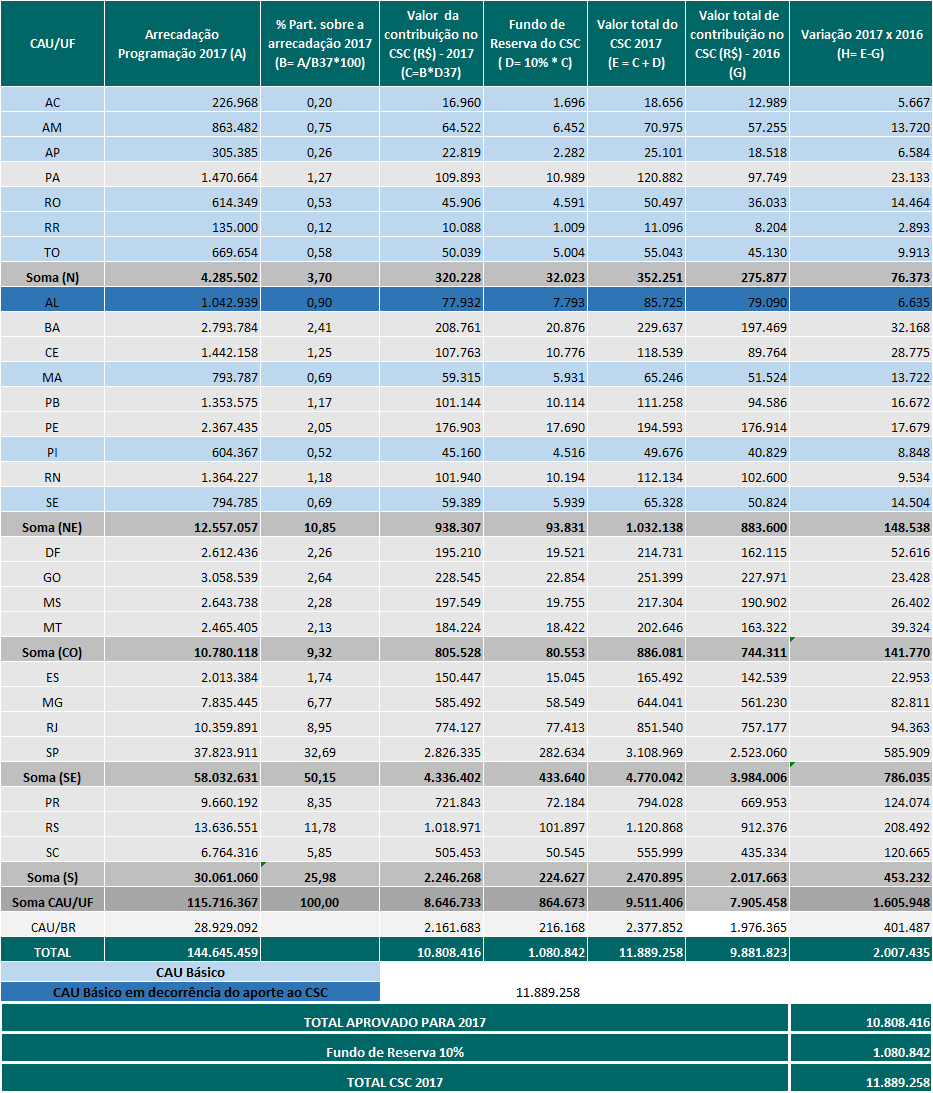 CAU/UF | Arrecadação Programação 2017 (A) | % Part. sobre a arrecadação 2017 (B= A/B37*100) | Valor da contribuição no CSC (R$) - 2017 (C=B*D37) | Fundo de Reserva do CSC ( D= 10% * C) | Valor total do CSC 2017 (E = C + D) | Valor total de contribuição no CSC (R$) - 2016 (G) | Variação 2017 x 2016 (H= E-G)
AC 226.968 0,20 16.960 1.696 18.656 12.989 5.667
AM 863.482 0,75 64.522 6.452 70.975 57.255 13.720
AP 305.385 0,26 22.819 2.282 25.101 18.518 6.584
PA 1.470.664 1,27 109.893 10.989 120.882 97.749 23.133
RO 614.349 0,53 45.906 4.591 50.497 36.033 14.464
RR 135.000 0,12 10.088 1.009 11.096 8.204 2.893
TO 669.654 0,58 50.039 5.004 55.043 45.130 9.913
Soma (N) 4.285.502 3,70 320.228 32.023 352.251 275.877 76.373
AL 1.042.939 0,90 77.932 7.793 85.725 79.090 6.635
BA 2.793.784 2,41 208.761 20.876 229.637 197.469 32.168
CE 1.442.158 1,25 107.763 10.776 118.539 89.764 28.775
MA 793.787 0,69 59.315 5.931 65.246 51.524 13.722
PB 1.353.575 1,17 101.144 10.114 111.258 94.586 16.672
PE 2.367.435 2,05 176.903 17.690 194.593 176.914 17.679
PI 604.367 0,52 45.160 4.516 49.676 40.829 8.848
RN 1.364.227 1,18 101.940 10.194 112.134 102.600 9.534
SE 794.785 0,69 59.389 5.939 65.328 50.824 14.504
Soma (NE) 12.557.057 10,85 938.307 93.831 1.032.138 883.600 148.538
DF 2.612.436 2,26 195.210 19.521 214.731 162.115 52.616
GO 3.058.539 2,64 228.545 22.854 251.399 227.971 23.428
MS 2.643.738 2,28 197.549 19.755 217.304 190.902 26.402
MT 2.465.405 2,13 184.224 18.422 202.646 163.322 39.324
Soma (CO) 10.780.118 9,32 805.528 80.553 886.081 744.311 141.770
ES 2.013.384 1,74 150.447 15.045 165.492 142.539 22.953
MG 7.835.445 6,77 585.492 58.549 644.041 561.230 82.811
RJ 10.359.891 8,95 774.127 77.413 851.540 757.177 94.363
SP 37.823.911 32,69 2.826.335 282.634 3.108.969 2.523.060 585.909
Soma (SE) 58.032.631 50,15 4.336.402 433.640 4.770.042 3.984.006 786.035
PR 9.660.192 8,35 721.843 72.184 794.028 669.953 124.074
RS 13.636.551 11,78 1.018.971 101.897 1.120.868 912.376 208.492
SC 6.764.316 5,85 505.453 50.545 555.999 435.334 120.665
Soma (S) 30.061.060 25,98 2.246.268 224.627 2.470.895 2.017.663 453.232
Soma CAU/UF 115.716.367 100,00 8.646.733 864.673 9.511.406 7.905.458 1.605.948
CAU/BR 28.929.092 2.161.683 216.168 2.377.852 1.976.365 401.487
TOTAL 144.645.459 10.808.416 1.080.842 11.889.258 9.881.823 2.007.435
CAU Básico
CAU Básico em decorrência do aporte ao CSC 11.889.258
TOTAL APROVADO PARA 2017 10.808.416
Fundo de Reserva 10% 1.080.842
TOTAL CSC 2017 11.889.258